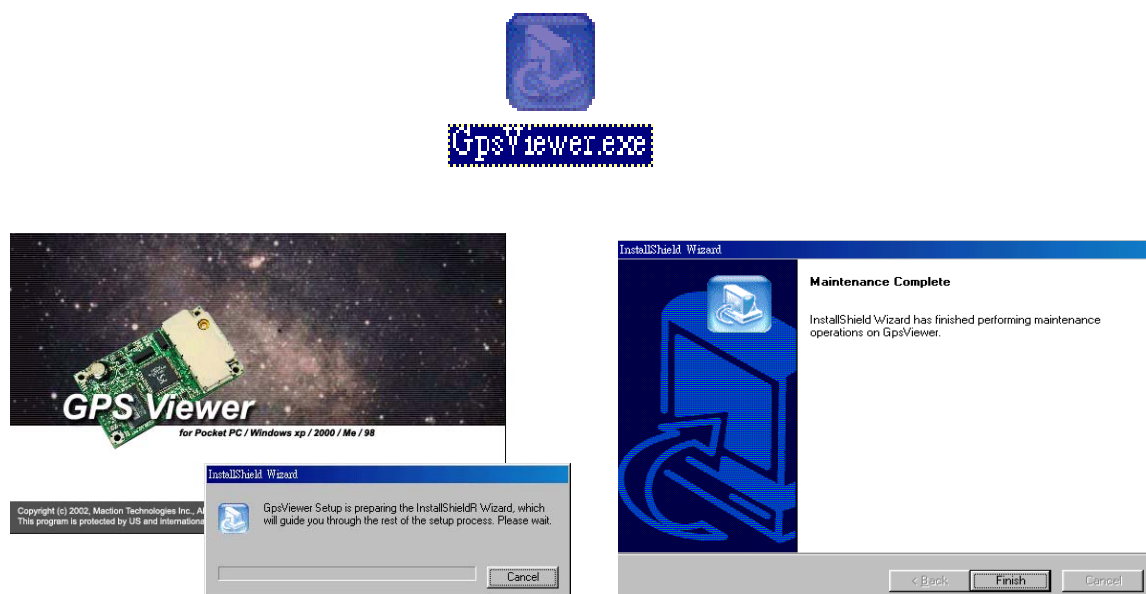 GpsViewer.exe
GPS Viewer
for Pocket PC / Windows xp / 2000 / Me / 98
Copyright (c) 2002, Maction Technologies Inc., Al
This program is protected by US and internationa
InstallShield Wizard
GpsViewer Setup is preparing the InstallShieldR Wizard, which
will guide you through the rest of the setup process. Please wait.
Cancel
InstallShield Wizard
Maintenance Complete
InstallShield Wizard has finished performing maintenance
operations on GpsViewer.
< Back
Finish
Cancel